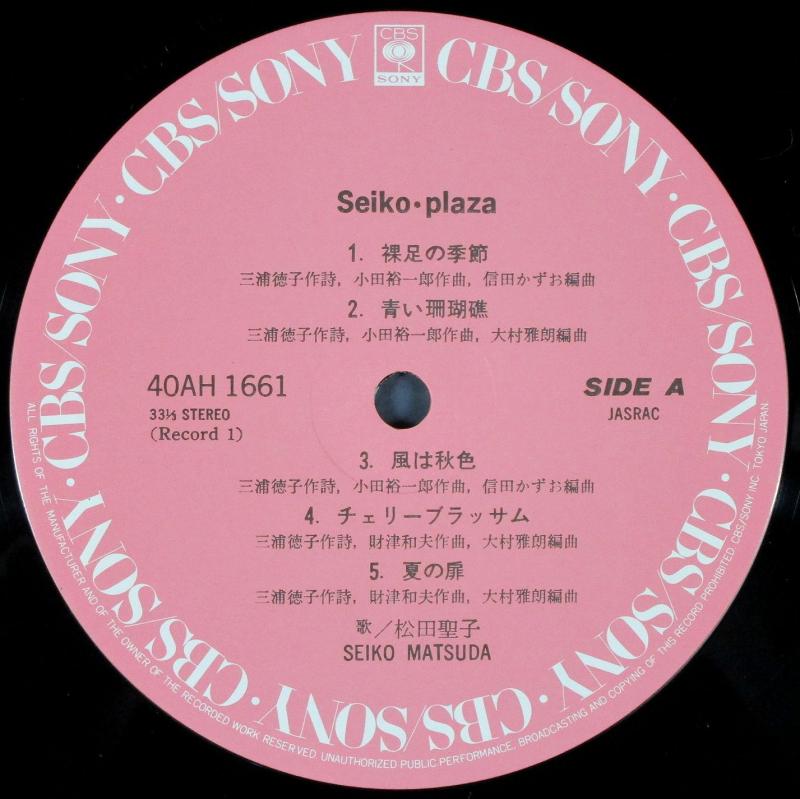 CBS
SONY
CBS/SONY · CBS/SONY · CBS/SONY · CBS/SONY · CBS/SONY · CBS/SONY · CBS/SONY · CBS/SONY · CBS/SONY
Seiko・plaza
1. 裸足の季節
三浦徳子作詩, 小田裕一郎作曲, 信田かずお編曲
2. 青い珊瑚礁
三浦徳子作詩, 小田裕一郎作曲, 大村雅朗編曲
40AH 1661
33⅓ STEREO
(Record 1)
SIDE A
JASRAC
3. 風は秋色
三浦徳子作詩, 小田裕一郎作曲, 信田かずお編曲
4. チェリーブラッサム
三浦徳子作詩, 財津和夫作曲, 大村雅朗編曲
5. 夏の扉
三浦徳子作詩, 財津和夫作曲, 大村雅朗編曲
歌／松田聖子
SEIKO MATSUDA
ALL RIGHTS OF THE MANUFACTURER AND OF THE OWNER OF THE RECORDED WORK RESERVED. UNAUTHORIZED PUBLIC PERFORMANCE, BROADCASTING AND COPYING OF THIS RECORD PROHIBITED. CBS/SONY INC. TOKYO JAPAN.